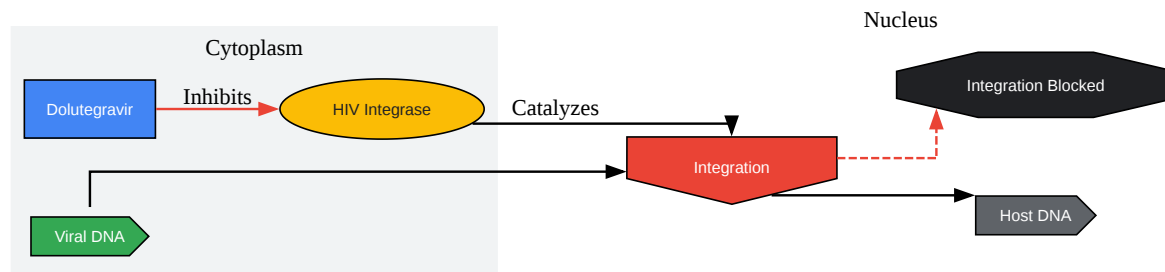 Nucleus
Cytoplasm
Integration Blocked
Dolutegravir
Inhibits
HIV Integrase
Catalyzes
Integration
Host DNA
Viral DNA